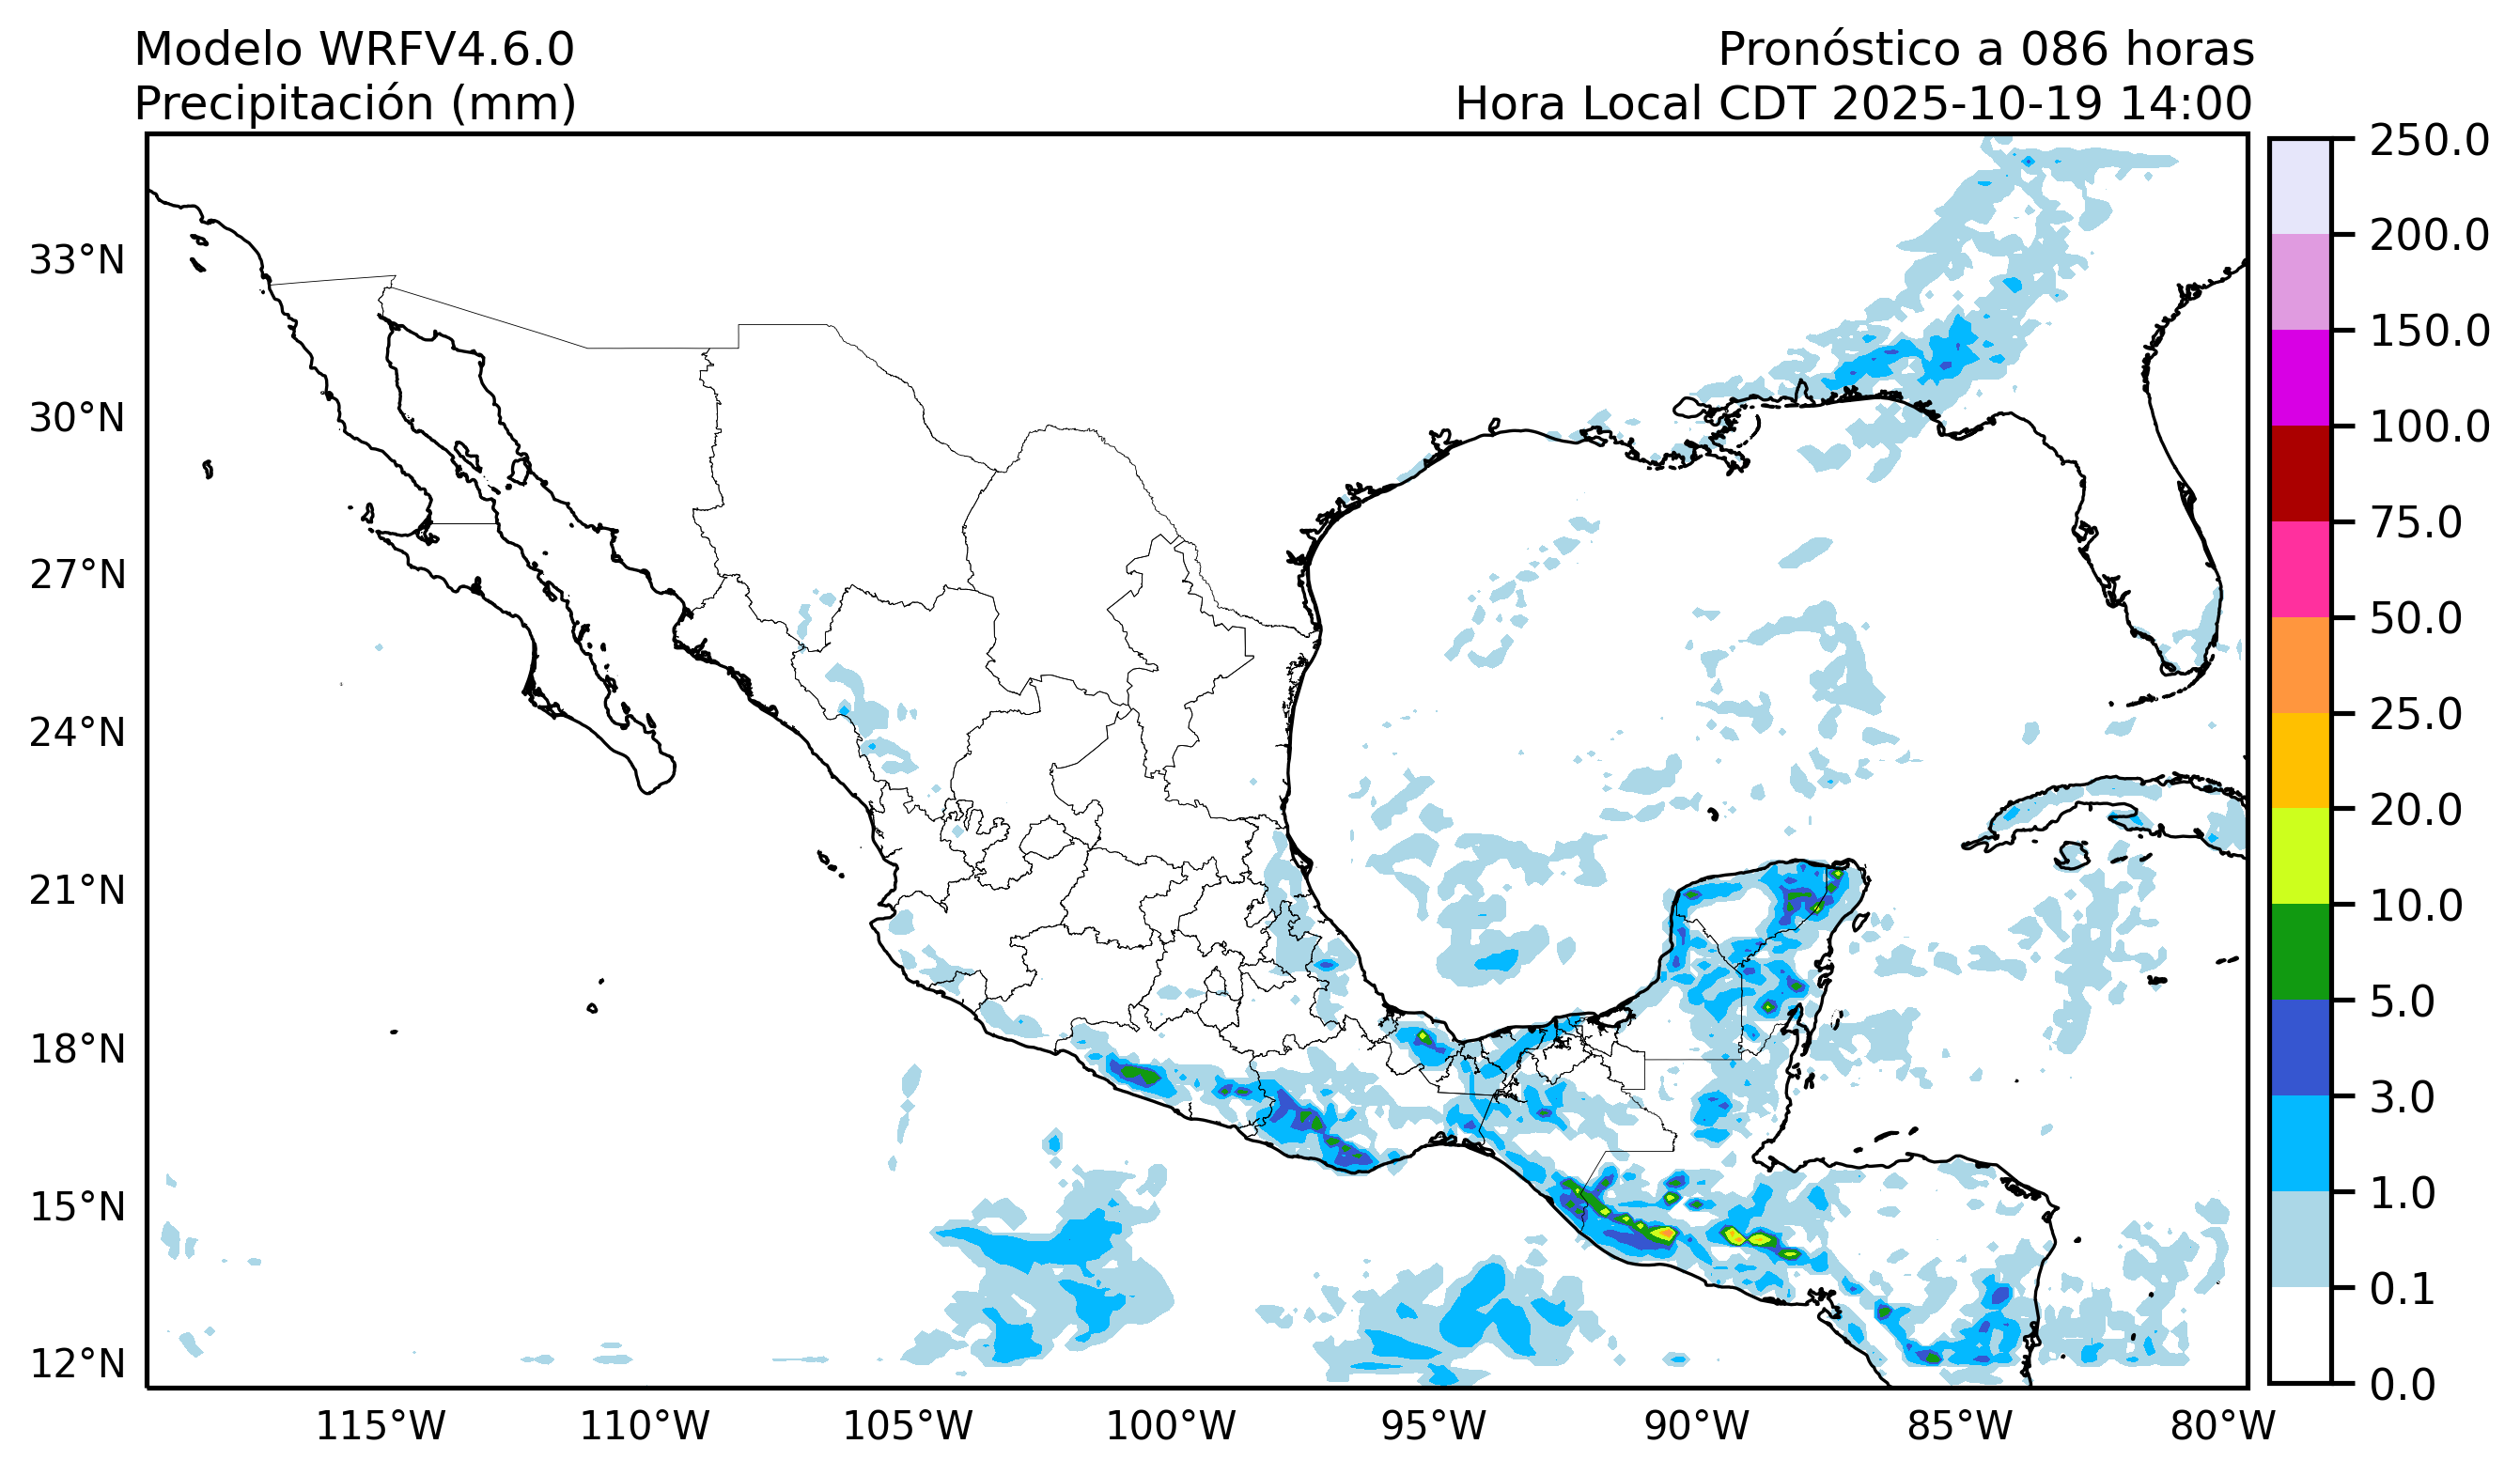 Modelo WRFV4.6.0
Precipitación (mm)
Pronóstico a 086 horas
Hora Local CDT 2025-10-19 14:00
33°N
30°N
27°N
24°N
21°N
18°N
15°N
12°N
115°W
110°W
105°W
100°W
95°W
90°W
85°W
80°W
250.0
200.0
150.0
100.0
75.0
50.0
25.0
20.0
10.0
5.0
3.0
1.0
0.1
0.0